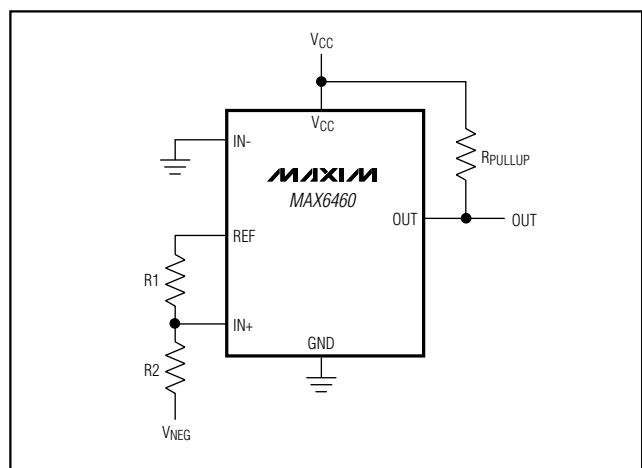 VCC
VCC
IN-
MAXIM
MAX6460
RPULLUP
REF
OUT
OUT
R1
IN+
GND
R2
VNEG